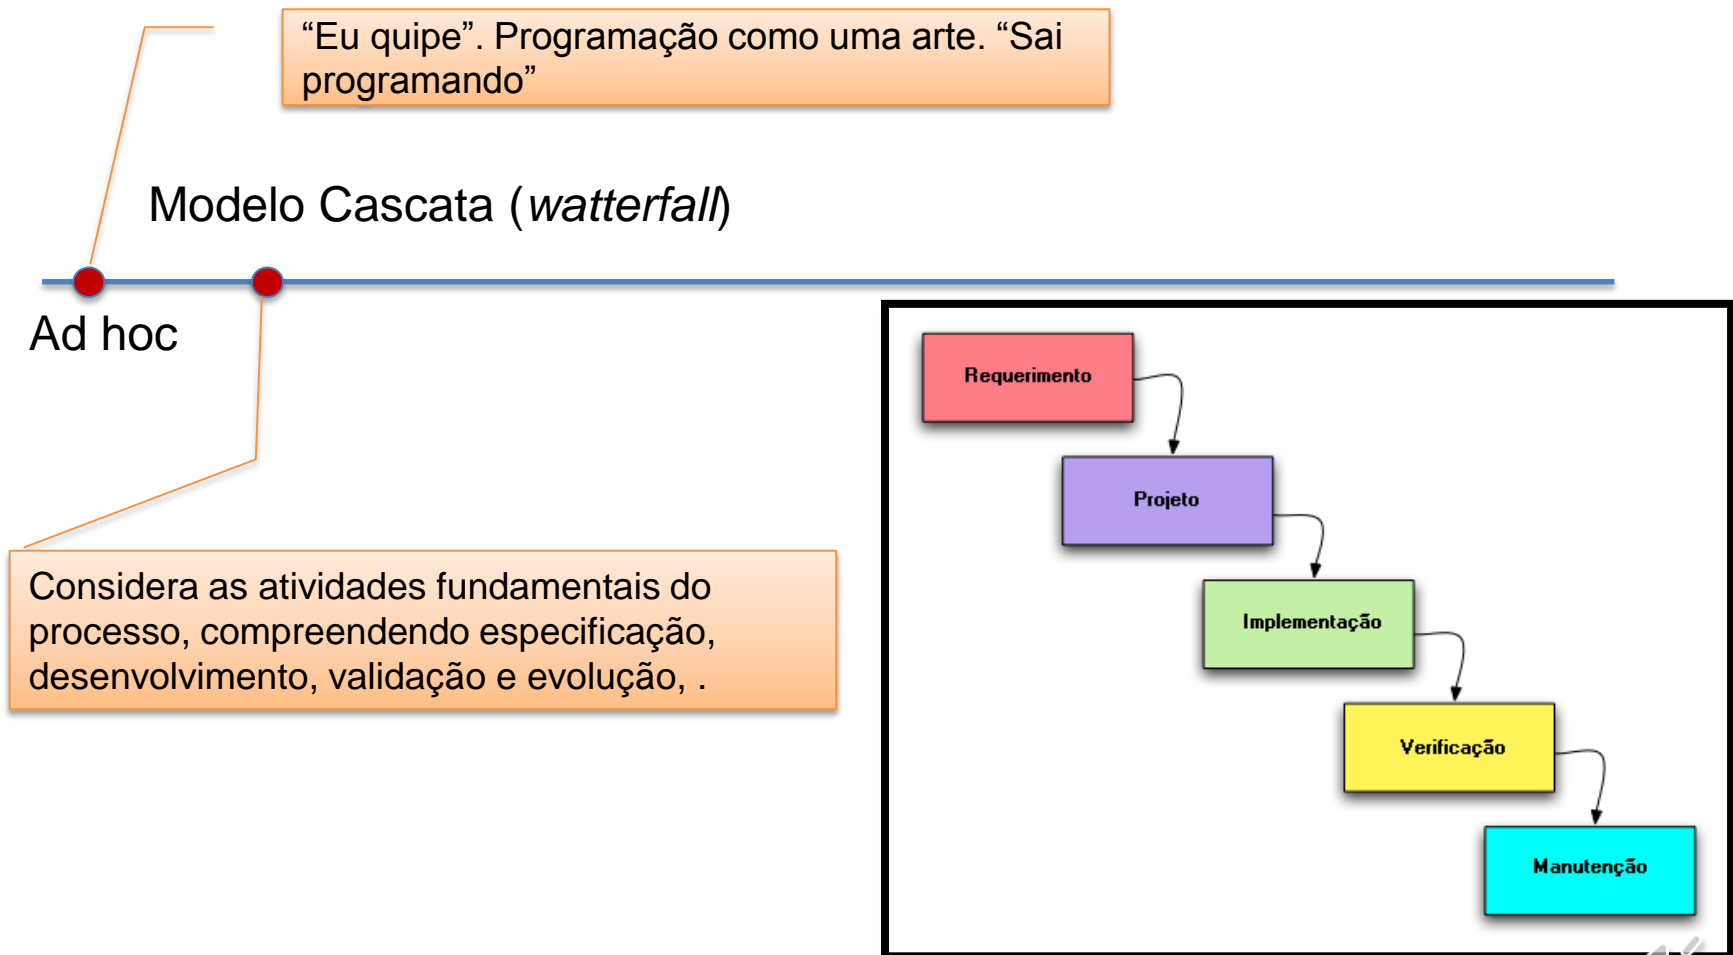 “Eu quipe”. Programação como uma arte. “Sai
programando”
Modelo Cascata (watterfall)
Ad hoc
Requerimento
Projeto
Implementação
Verificação
Manutenção
Considera as atividades fundamentais do
processo, compreendendo especificação,
desenvolvimento, validação e evolução, .